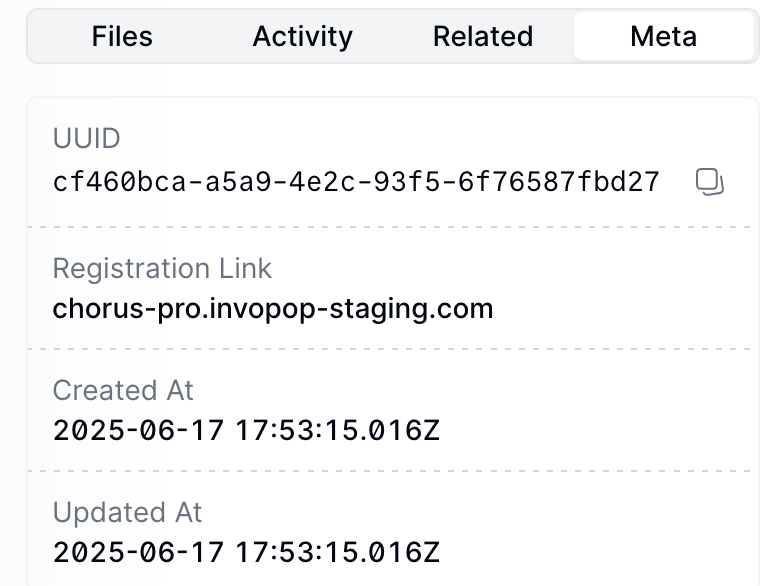 Files Activity Related Meta
UUID
cf460bca-a5a9-4e2c-93f5-6f76587fbd27
Registration Link
chorus-pro.invopop-staging.com
Created At
2025-06-17 17:53:15.016Z
Updated At
2025-06-17 17:53:15.016Z